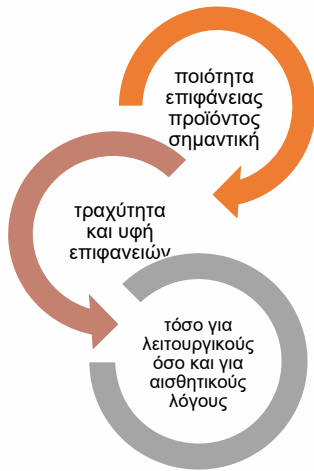 ποιότητα
επιφάνειας
προϊόντος
σημαντική
τραχύτητα
και υφή
επιφανειών
τόσο για
λειτουργικούς
όσο και για
αισθητικούς
λόγους